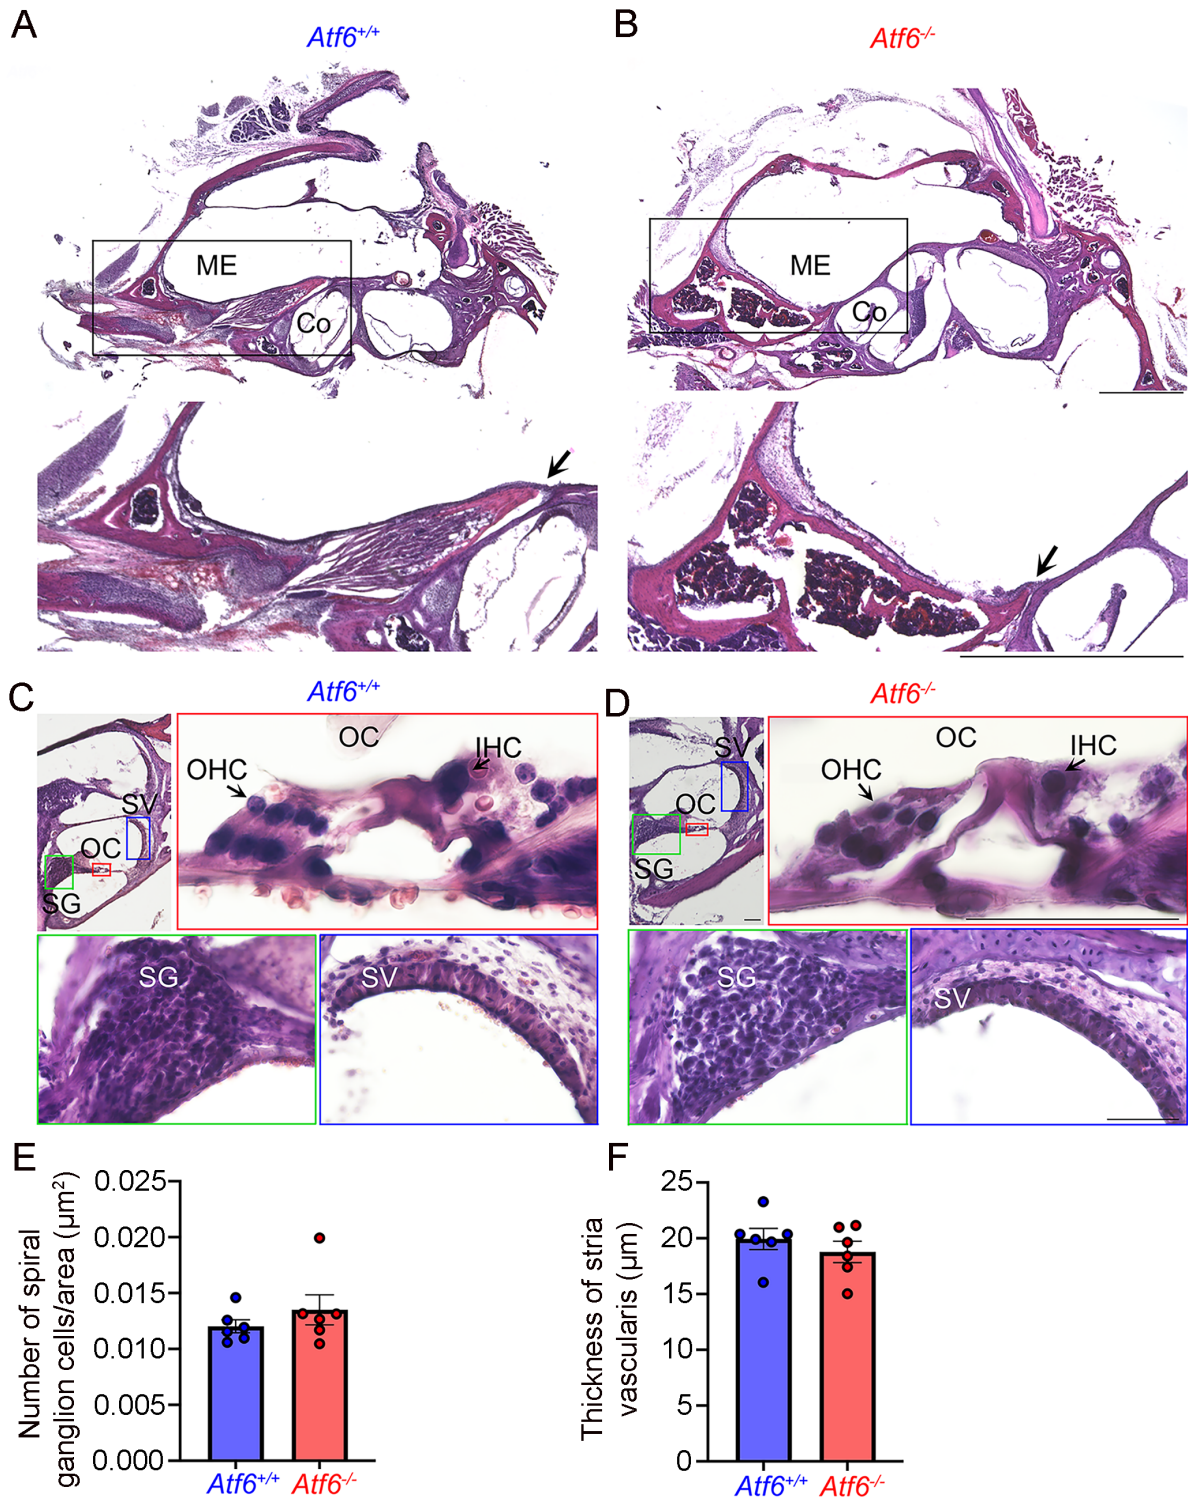 A
Atf6+/+
B
Atf6-/-
ME
Co
ME
Co
C
Atf6+/+
D
Atf6-/-
SV
OC
SG
OC
OHC
IHC
SV
OC
SG
OC
OHC
IHC
SG
SV
SG
SV
E
Number of spiral
ganglion cells/area (μm²)
0.025
0.020
0.015
0.010
0.005
0.000
Atf6+/+
Atf6-/-
F
Thickness of stria
vascularis (μm)
25
20
15
10
5
0
Atf6+/+
Atf6-/-